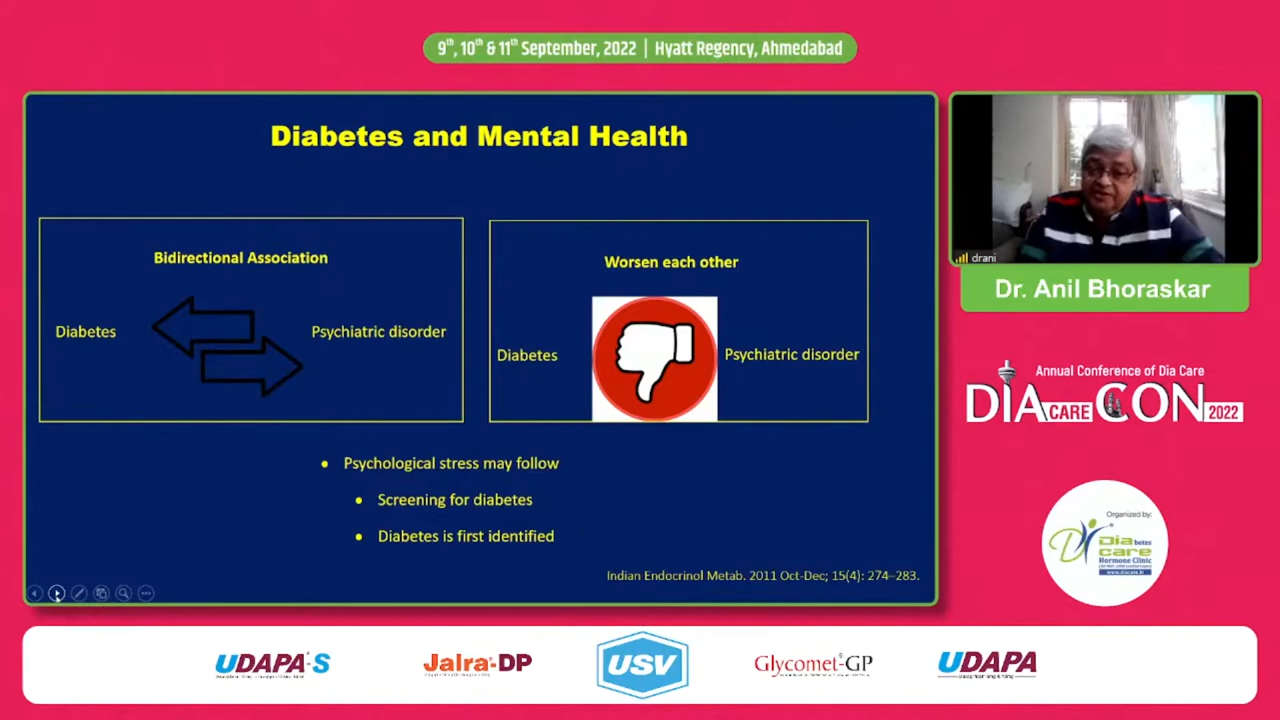 9th, 10th & 11th September, 2022 | Hyatt Regency, Ahmedabad
Diabetes and Mental Health
Bidirectional Association
Diabetes
Psychiatric disorder
Worsen each other
Diabetes
Psychiatric disorder
• Psychological stress may follow
• Screening for diabetes
• Diabetes is first identified
Indian Endocrinol Metab. 2011 Oct-Dec; 15(4): 274–283.
drani
Dr. Anil Bhoraskar
Annual Conference of Dia Care
DIA CARE CON 2022
Organized by:
Diabetes
care
Hormone Clinic
www.diacare.in
UDAPA-S
Jalra-DP
USV
Glycomet-GP
UDAPA